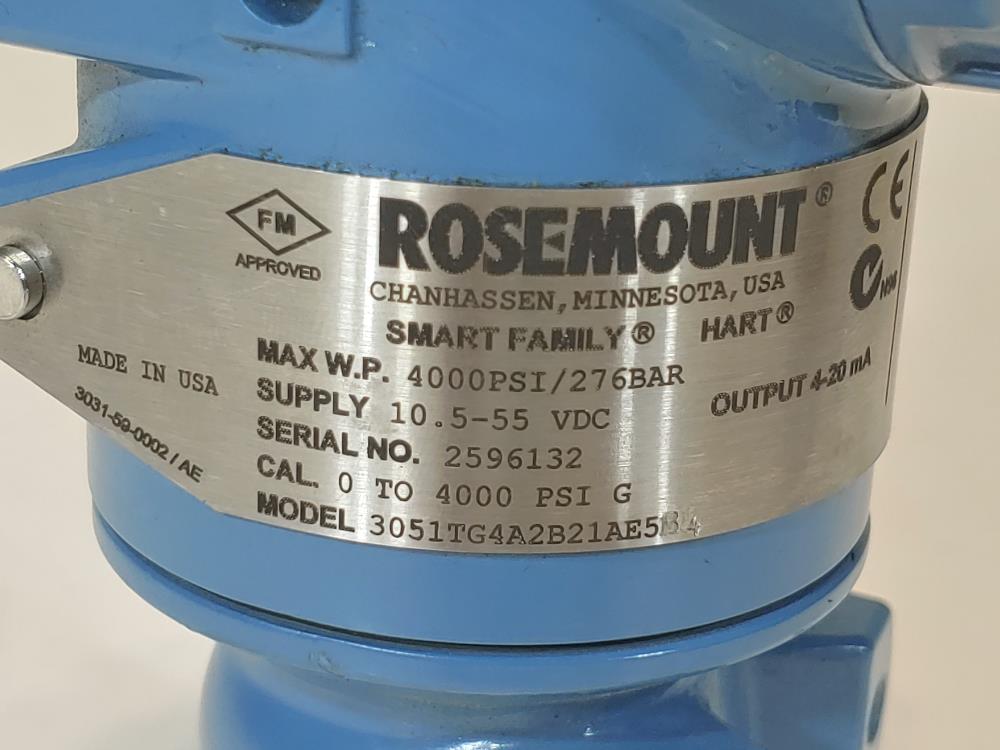 FM
APPROVED
ROSEMOUNT®
CE
CHANHASSEN, MINNESOTA, USA
SMART FAMILY® HART®
MADE IN USA
3031-59-0002 / AE
MAX W.P. 4000PSI/276BAR
SUPPLY 10.5-55 VDC
OUTPUT 4-20 mA
SERIAL NO. 2596132
CAL. 0 TO 4000 PSI G
MODEL 3051TG4A2B21AE5B4